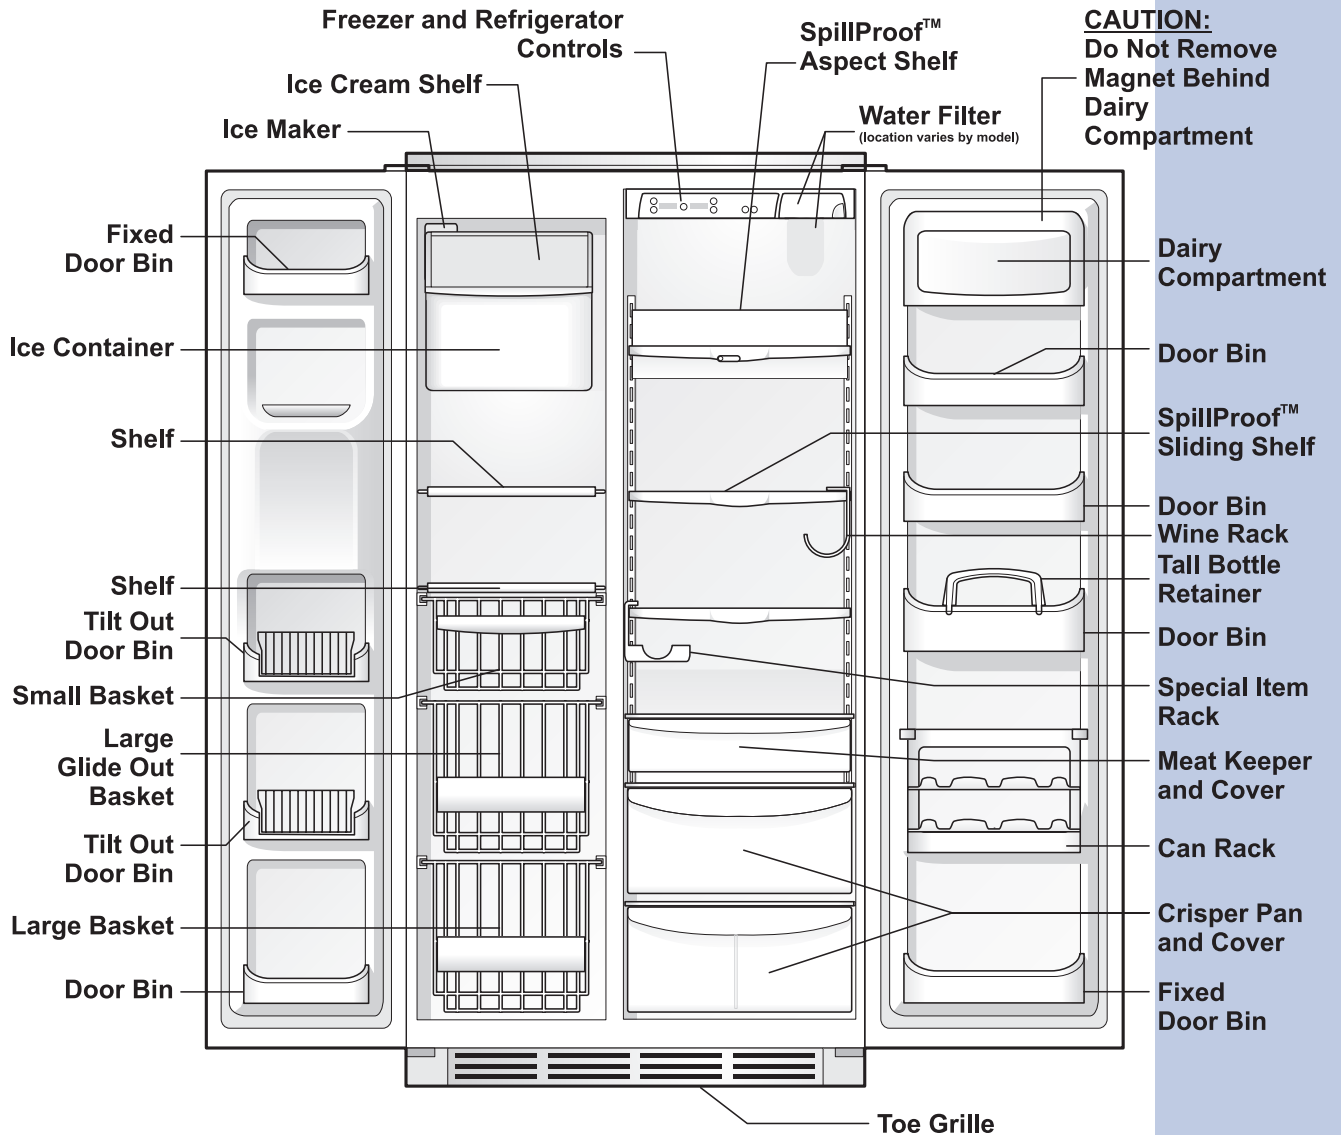 Freezer and Refrigerator
Controls
Ice Cream Shelf
Ice Maker
SpillProof™
Aspect Shelf
Water Filter
(location varies by model)
CAUTION:
Do Not Remove
Magnet Behind
Dairy
Compartment
Fixed
Door Bin
Ice Container
Shelf
Shelf
Tilt Out
Door Bin
Small Basket
Large
Glide Out
Basket
Tilt Out
Door Bin
Large Basket
Door Bin
Dairy
Compartment
Door Bin
SpillProof™
Sliding Shelf
Door Bin
Wine Rack
Tall Bottle
Retainer
Door Bin
Special Item
Rack
Meat Keeper
and Cover
Can Rack
Crisper Pan
and Cover
Fixed
Door Bin
Toe Grille